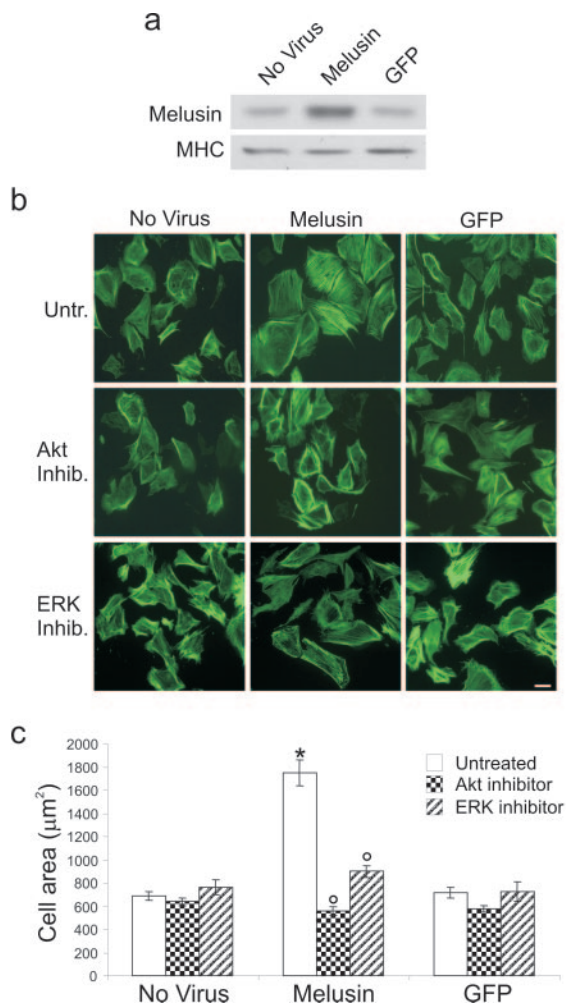 a
No Virus
Melusin
GFP
Melusin
MHC
b
No Virus Melusin GFP
Untr.
Akt
Inhib.
ERK
Inhib.
c
Cell area (μm²)
2000
1800
1600
1400
1200
1000
800
600
400
200
0
*
° °
Untreated
Akt inhibitor
ERK inhibitor
No Virus Melusin GFP